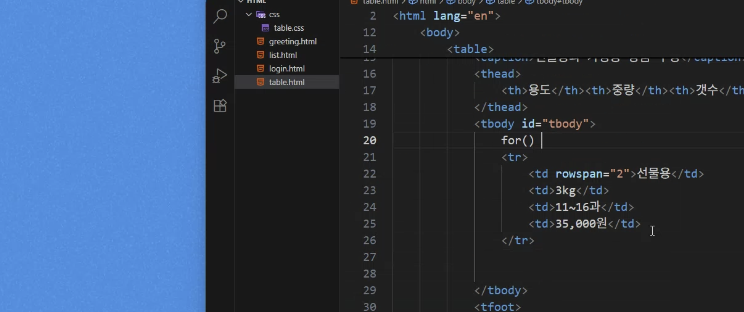 HTML
css
table.css
greeting.html
list.html
login.html
table.html
table.html > html > body > table > tbody#tbody
2 <html lang="en">
12 <body>
14 <table>
15
16 <thead>
17 <th>용도</th><th>중량</th><th>갯수</th>
18 </thead>
19 <tbody id="tbody">
20 for()
21 <tr>
22 <td rowspan="2">선물용</td>
23 <td>3kg</td>
24 <td>11~16과</td>
25 <td>35,000원</td>
26 </tr>
27
28
29 </tbody>
30 <tfoot>